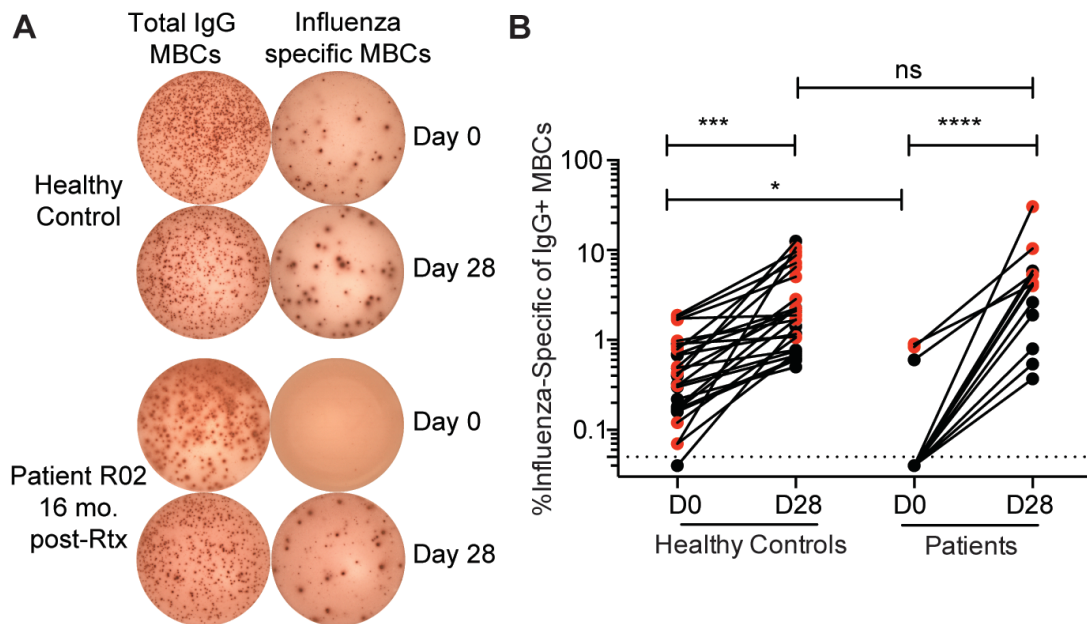 A
Total IgG
MBCs
Influenza
specific MBCs
Healthy
Control
Day 0
Day 28
Patient R02
16 mo.
post-Rtx
Day 0
Day 28
B
ns
***
****
*
%Influenza-Specific of IgG+ MBCs
100
10
1
0.1
D0
D28
D0
D28
Healthy Controls
Patients